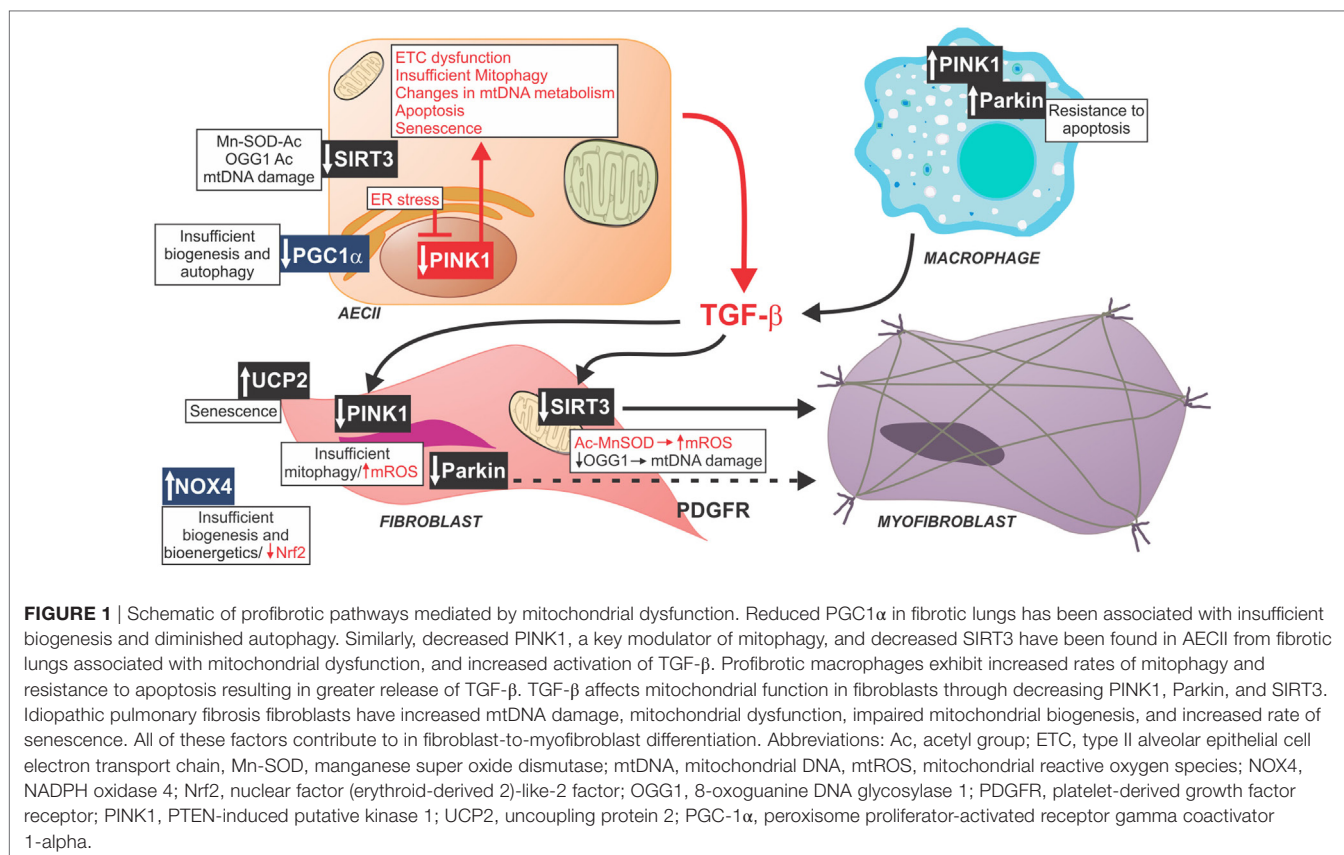 ETC dysfunction
Insufficient Mitophagy
Changes in mtDNA metabolism
Apoptosis
Senescence
↑PINK1
↑Parkin
Resistance to
apoptosis
Mn-SOD-Ac
OGG1 Ac
mtDNA damage
↓SIRT3
ER stress
Insufficient
biogenesis and
autophagy
↓PGC1α
↓PINK1
AECII
MACROPHAGE
TGF-β
↑UCP2
Senescence
↓PINK1
↓SIRT3
Insufficient
mitophagy/↑mROS
Ac-MnSOD→↑mROS
↓OGG1→mtDNA damage
↓Parkin
↑NOX4
Insufficient
biogenesis and
bioenergetics/↓Nrf2
FIBROBLAST
PDGFR
MYOFIBROBLAST
FIGURE 1 | Schematic of profibrotic pathways mediated by mitochondrial dysfunction. Reduced PGC1α in fibrotic lungs has been associated with insufficient
biogenesis and diminished autophagy. Similarly, decreased PINK1, a key modulator of mitophagy, and decreased SIRT3 have been found in AECII from fibrotic
lungs associated with mitochondrial dysfunction, and increased activation of TGF-β. Profibrotic macrophages exhibit increased rates of mitophagy and
resistance to apoptosis resulting in greater release of TGF-β. TGF-β affects mitochondrial function in fibroblasts through decreasing PINK1, Parkin, and SIRT3.
Idiopathic pulmonary fibrosis fibroblasts have increased mtDNA damage, mitochondrial dysfunction, impaired mitochondrial biogenesis, and increased rate of
senescence. All of these factors contribute to in fibroblast-to-myofibroblast differentiation. Abbreviations: Ac, acetyl group; ETC, type II alveolar epithelial cell
electron transport chain, Mn-SOD, manganese super oxide dismutase; mtDNA, mitochondrial DNA, mtROS, mitochondrial reactive oxygen species; NOX4,
NADPH oxidase 4; Nrf2, nuclear factor (erythroid-derived 2)-like-2 factor; OGG1, 8-oxoguanine DNA glycosylase 1; PDGFR, platelet-derived growth factor
receptor; PINK1, PTEN-induced putative kinase 1; UCP2, uncoupling protein 2; PGC-1α, peroxisome proliferator-activated receptor gamma coactivator
1-alpha.